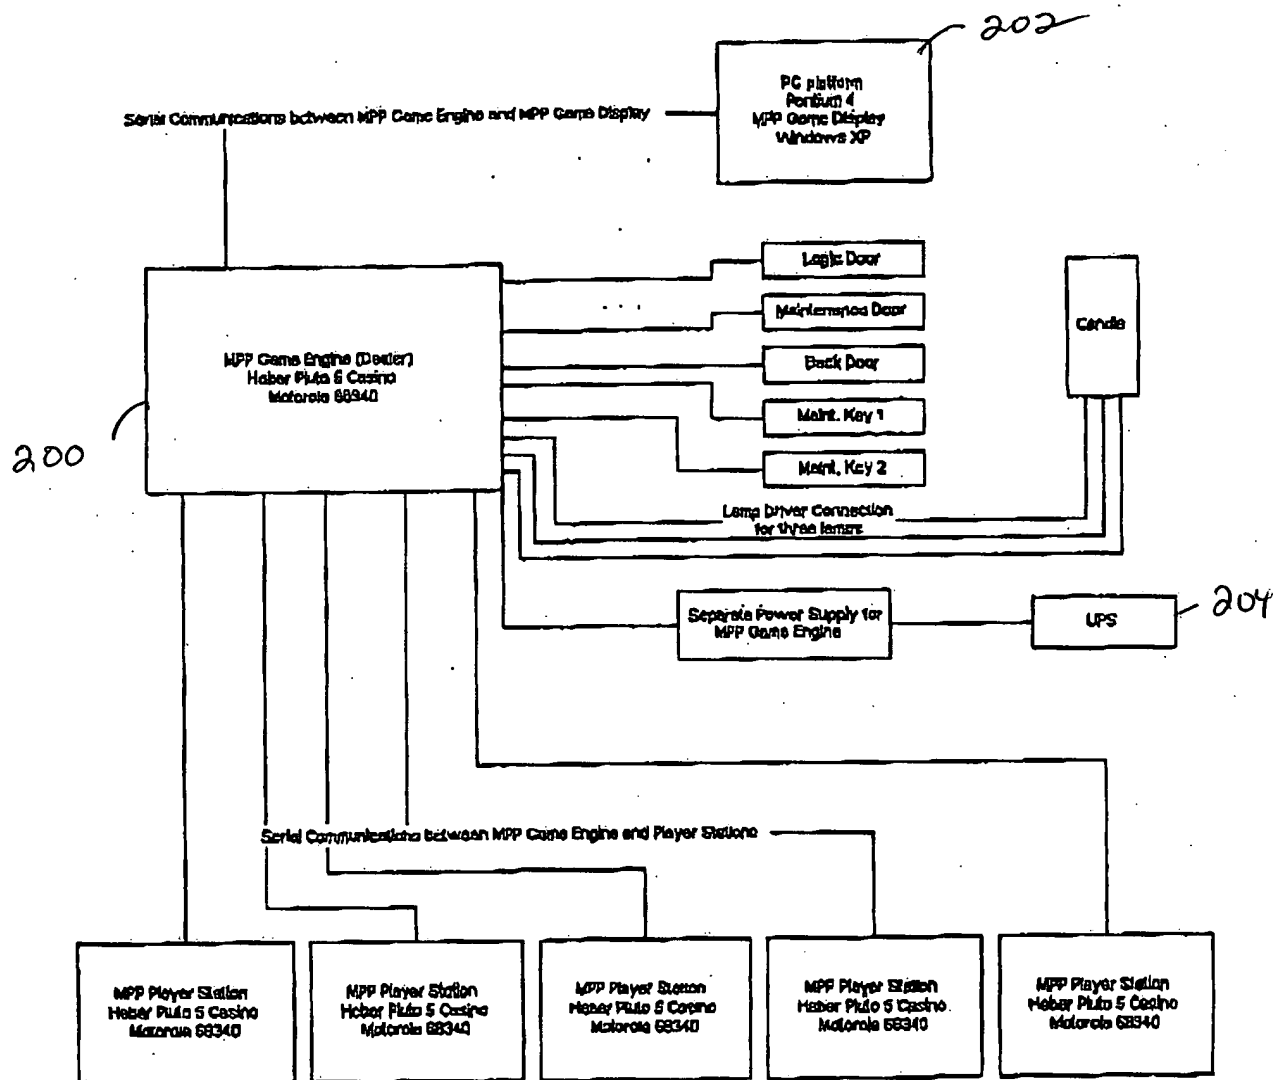 202
PC platform
Pentium 4
MPP Game Display
Windows XP
Serial Communications between MPP Game Engine and MPP Game Display
Logic Door
Maintenance Door
Candle
MPP Game Engine (Dealer)
Heber Pluto 5 Casino
Motorola 68340
Back Door
Maint. Key 1
200
Maint. Key 2
Lamp Driver Connection
for three lamps
204
Separate Power Supply for
MPP Game Engine
UPS
Serial Communications between MPP Game Engine and Player Stations
MPP Player Station
Heber Pluto 5 Casino
Motorola 68340
MPP Player Station
Heber Pluto 5 Casino
Motorola 68340
MPP Player Station
Heber Pluto 5 Casino
Motorola 68340
MPP Player Station
Heber Pluto 5 Casino
Motorola 68340
MPP Player Station
Heber Pluto 5 Casino
Motorola 68340